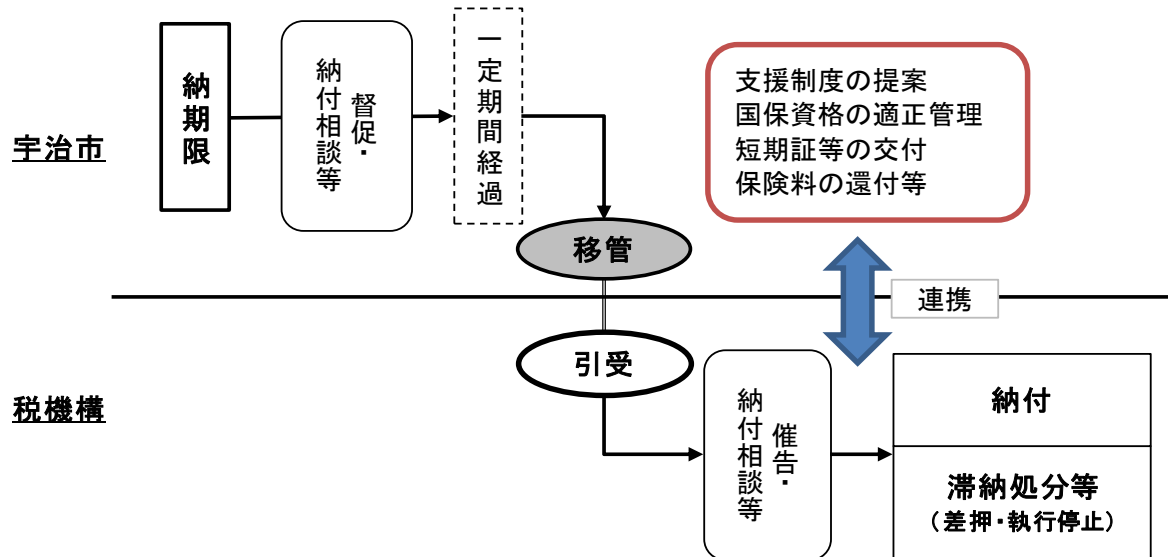 宇治市
納期限
督促・
納付相談等
一定期間経過
移管
支援制度の提案
国保資格の適正管理
短期証等の交付
保険料の還付等
連携
税機構
引受
催告・
納付相談等
納付
滞納処分等
（差押・執行停止）